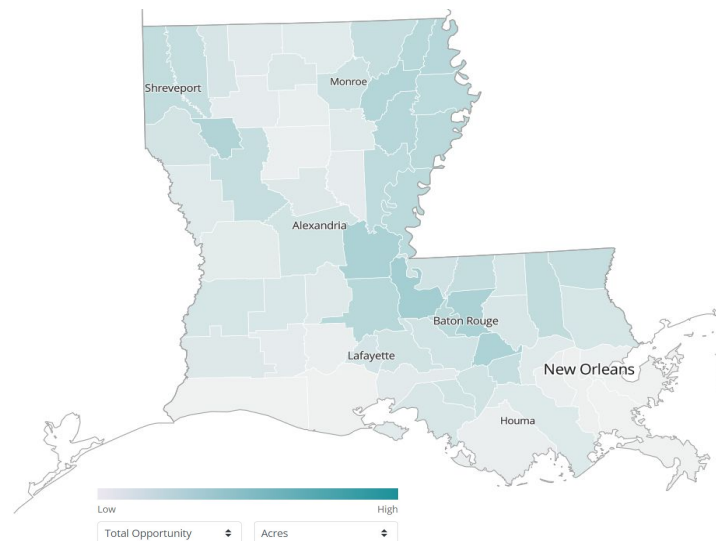 Shreveport
Monroe
Alexandria
Baton Rouge
Lafayette
New Orleans
Houma
Low High
Total Opportunity Acres